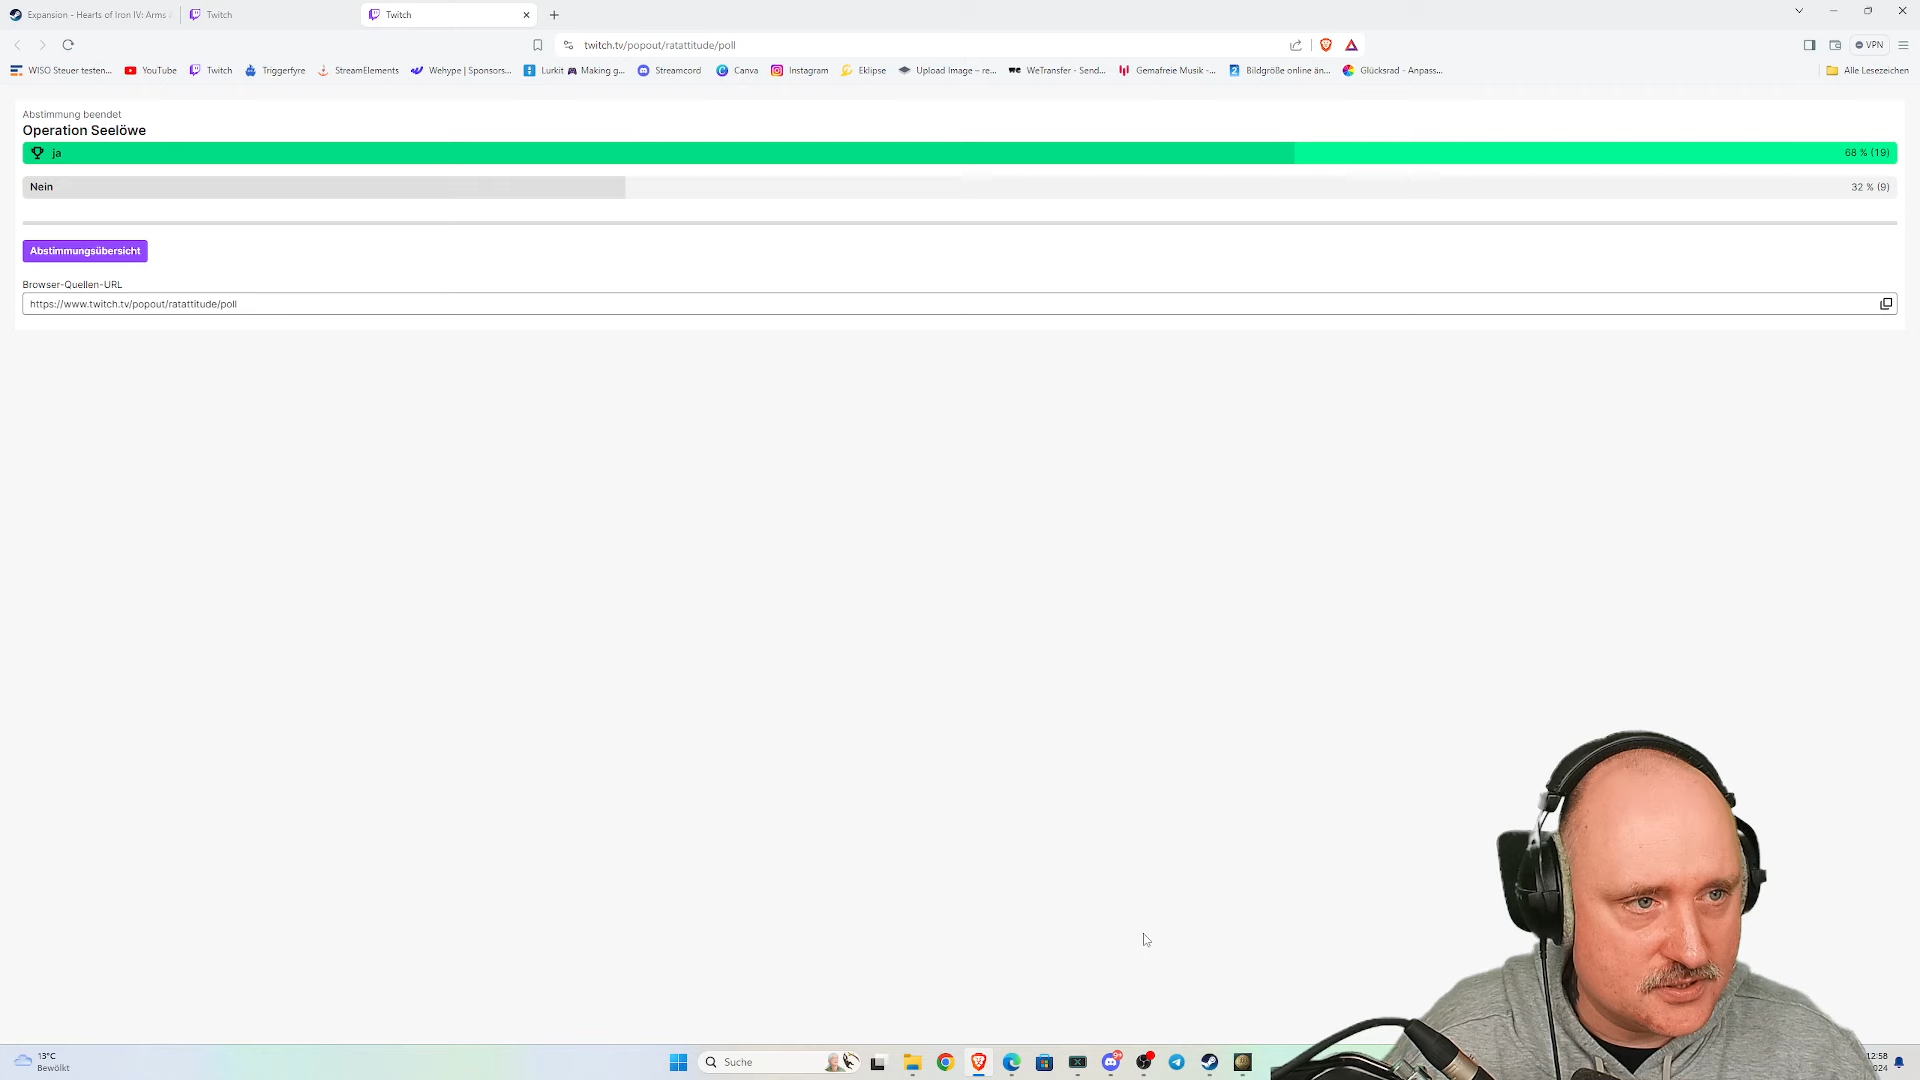 Expansion - Hearts of Iron IV: Arms
Twitch
Twitch
twitch.tv/popout/ratattitude/poll
VPN
WISO Steuer testen...
YouTube
Twitch
Triggerfyre
StreamElements
Wehype | Sponsors...
Lurkit
Making g...
Streamcord
Canva
Instagram
Eklipse
Upload Image – re...
WeTransfer - Send...
Gemafreie Musik -...
Bildgröße online än...
Glücksrad - Anpass...
Alle Lesezeichen
Abstimmung beendet
Operation Seelöwe
ja
68 % (19)
Nein
32 % (9)
Abstimmungsübersicht
Browser-Quellen-URL
https://www.twitch.tv/popout/ratattitude/poll
13°C
Bewölkt
Suche
12:58
024